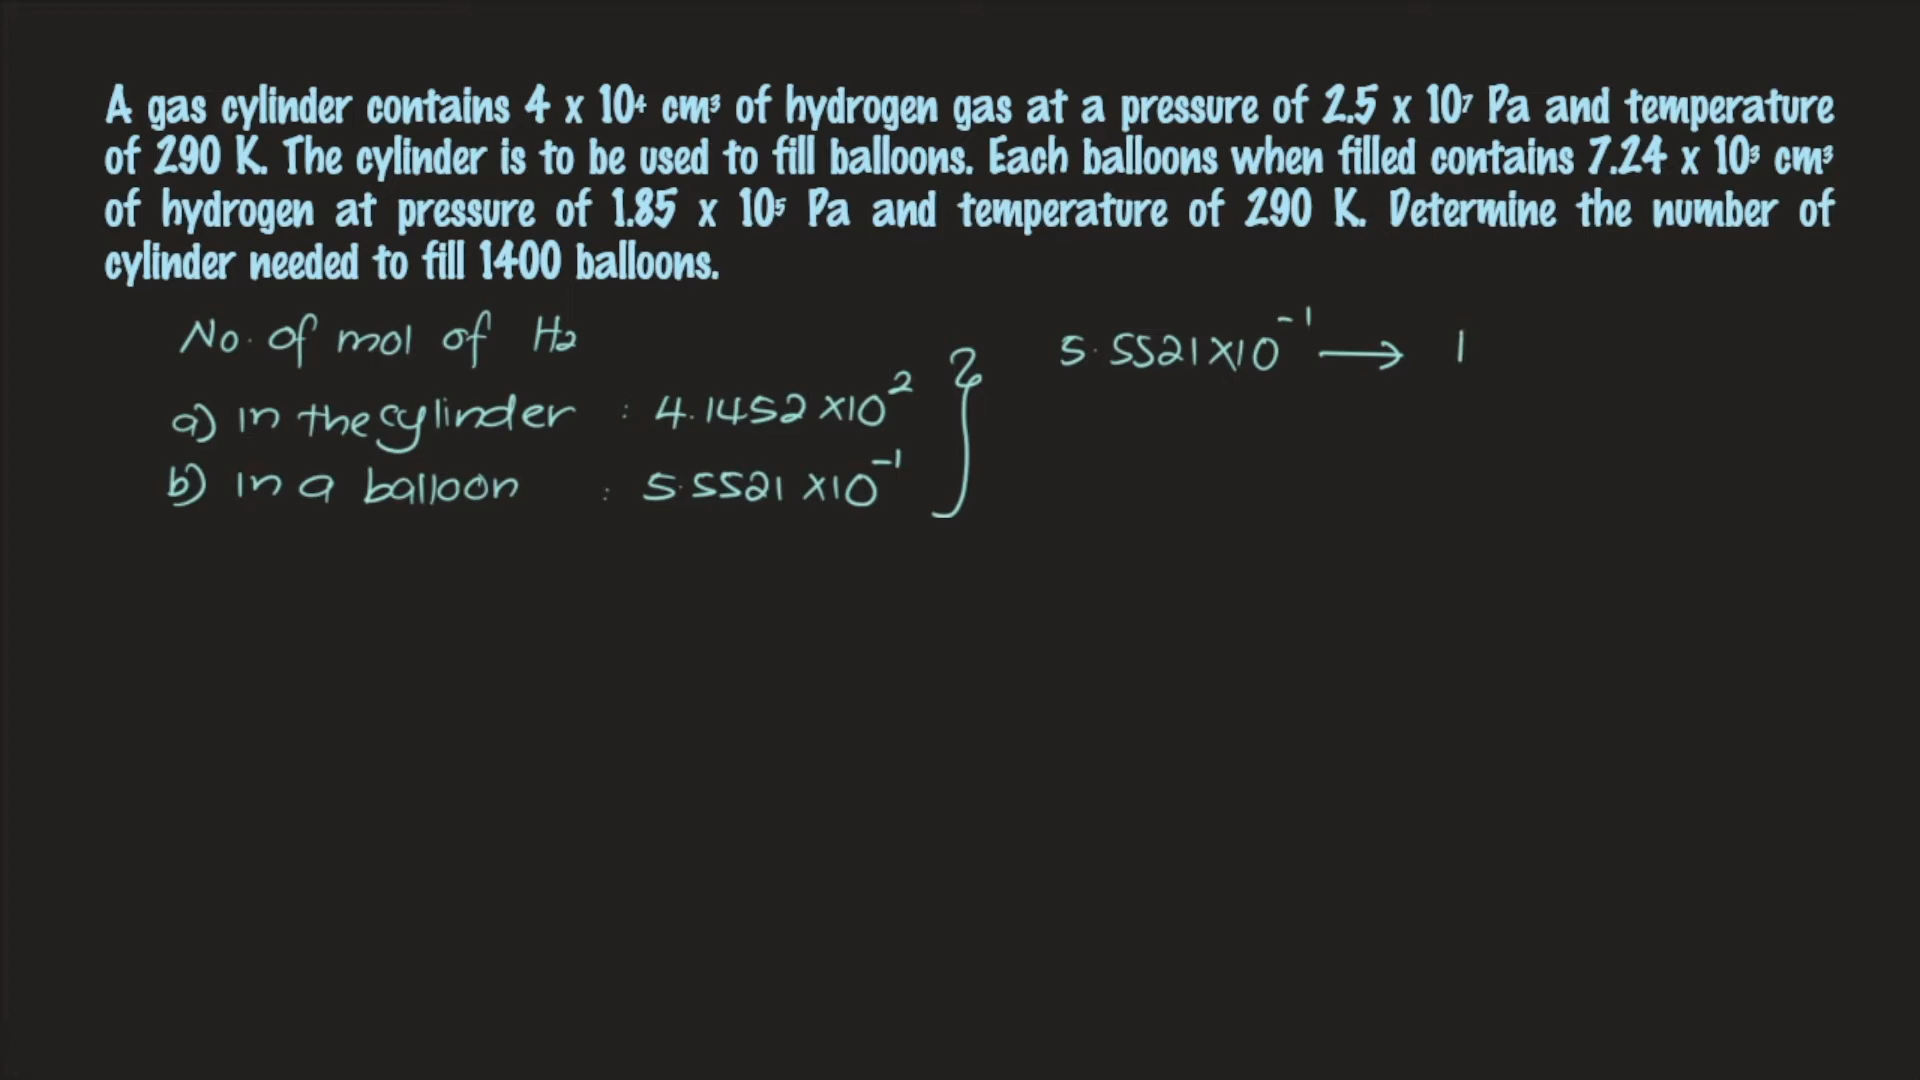 A gas cylinder contains 4 x 10⁴ cm³ of hydrogen gas at a pressure of 2.5 x 10⁷ Pa and temperature
of 290 K. The cylinder is to be used to fill balloons. Each balloons when filled contains 7.24 x 10³ cm³
of hydrogen at pressure of 1.85 x 10⁵ Pa and temperature of 290 K. Determine the number of
cylinder needed to fill 1400 balloons.
No. of mol of H₂
a) in the cylinder : 4.1452 ×10²
b) in a balloon : 5.5521 ×10⁻¹
5.5521×10⁻¹ → 1